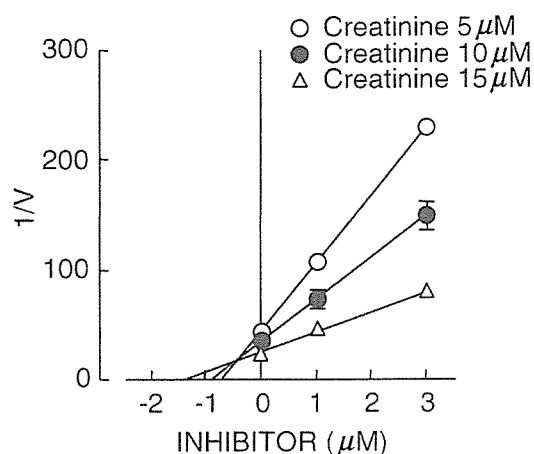 Creatinine 5 μM
Creatinine 10 μM
Creatinine 15 μM
300
200
100
0
1/V
-2 -1 0 1 2 3
INHIBITOR (μM)